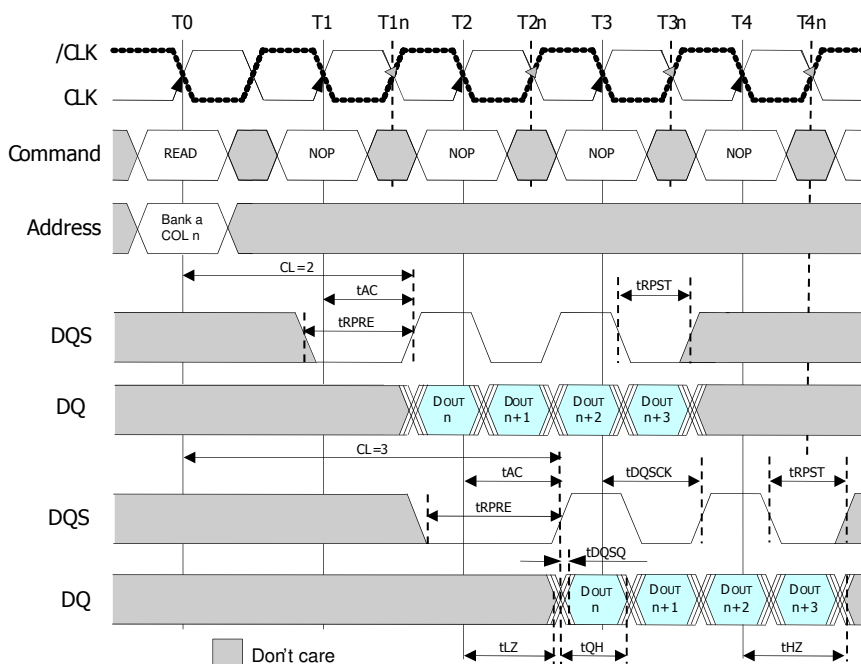 T0 T1 T1n T2 T2n T3 T3n T4 T4n
/CLK
CLK
Command READ NOP NOP NOP NOP
Address Bank a
COL n
CL=2
tAC
tRPRE
tRPST
DQS
DQ DOUT n DOUT n+1 DOUT n+2 DOUT n+3
CL=3
tAC
tDQSCK
tRPST
tRPRE
DQS
tDQSQ
DQ DOUT n DOUT n+1 DOUT n+2 DOUT n+3
tLZ tQH tHZ
Don't care